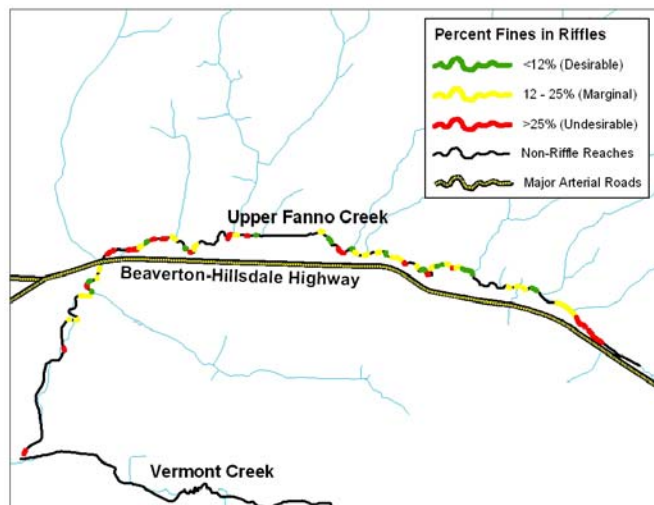 Percent Fines in Riffles
<12% (Desirable)
12 - 25% (Marginal)
>25% (Undesirable)
Non-Riffle Reaches
Major Arterial Roads
Upper Fanno Creek
Beaverton-Hillsdale Highway
Vermont Creek